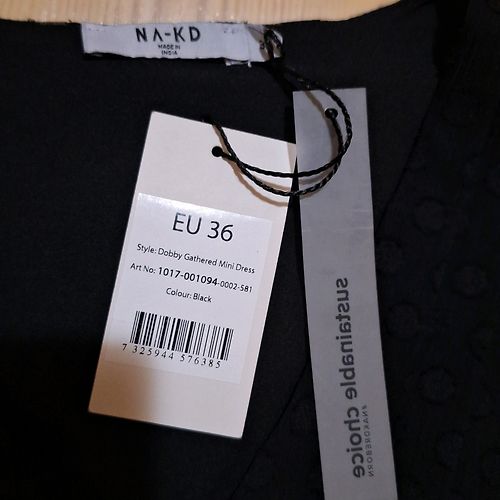 NA-KD
MADE IN
INDIA
EU 36
Style: Dobby Gathered Mini Dress
Art No: 1017-001094-0002-581
Colour: Black
7 325944 576385
sustainable choice
#NAKDREBORN